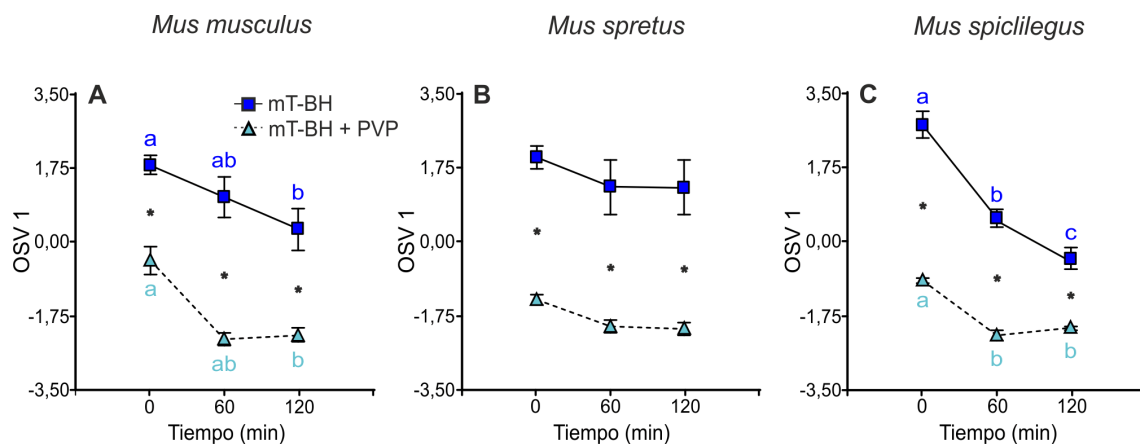 Mus musculus
Mus spretus
Mus spiclilegus
A
mT-BH
mT-BH + PVP
OSV 1
3,50
1,75
0,00
-1,75
-3,50
a
ab
b
*
*
*
a
ab
b
0
60
120
Tiempo (min)
B
OSV 1
3,50
1,75
0,00
-1,75
-3,50
*
*
*
0
60
120
Tiempo (min)
C
OSV 1
3,50
1,75
0,00
-1,75
-3,50
a
b
c
*
*
*
a
b
b
0
60
120
Tiempo (min)